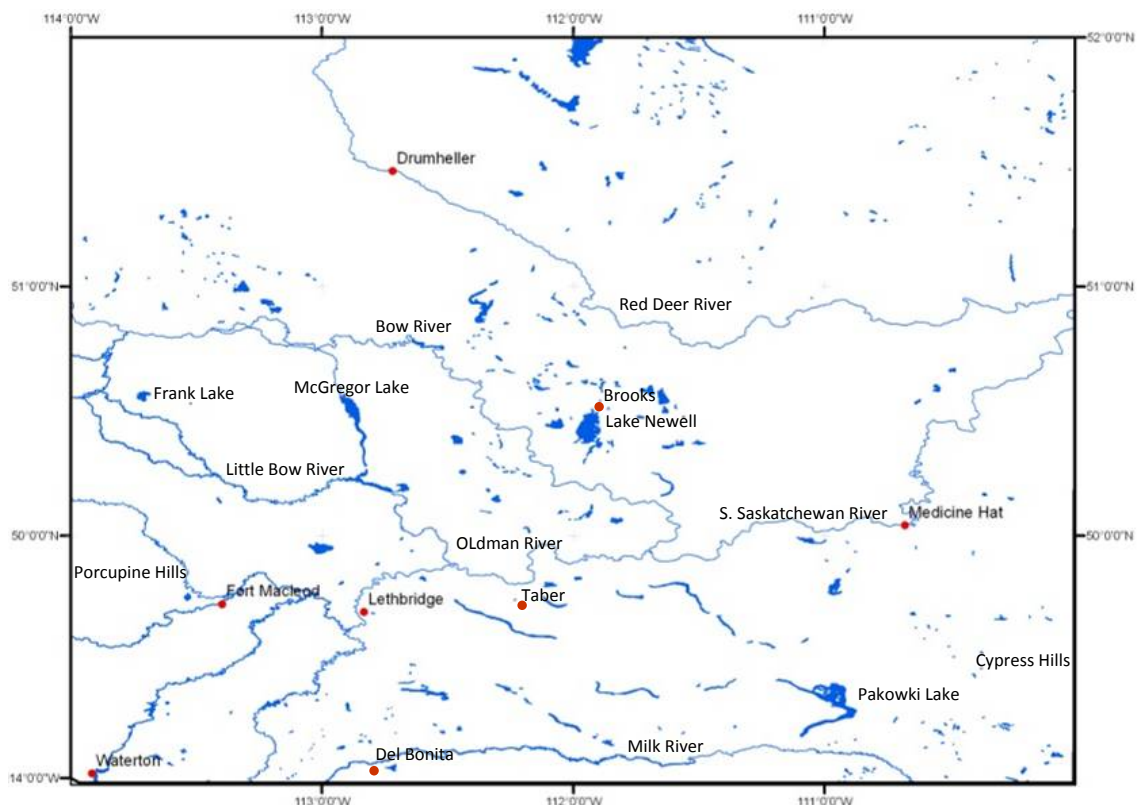 114°0'0"W 113°0'0"W 112°0'0"W 111°0'0"W
52°0'0"N
Drumheller
51°0'0"N 51°0'0"N
Red Deer River
Bow River
Frank Lake
McGregor Lake
Brooks
Lake Newell
Little Bow River
S. Saskatchewan River
Medicine Hat
50°0'0"N 50°0'0"N
OLdman River
Porcupine Hills
Fort Macleod
Lethbridge
Taber
Cypress Hills
Pakowki Lake
Milk River
Del Bonita
Waterton
14°0'0"W
113°0'0"W 112°0'0"W 111°0'0"W